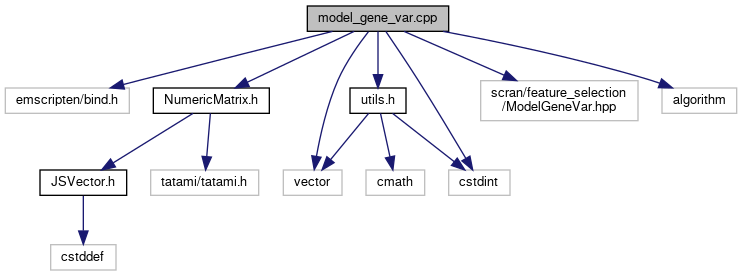 model_gene_var.cpp
emscripten/bind.h
NumericMatrix.h
utils.h
scran/feature_selection
/ModelGeneVar.hpp
algorithm
JSVector.h
tatami/tatami.h
vector
cmath
cstdint
cstddef